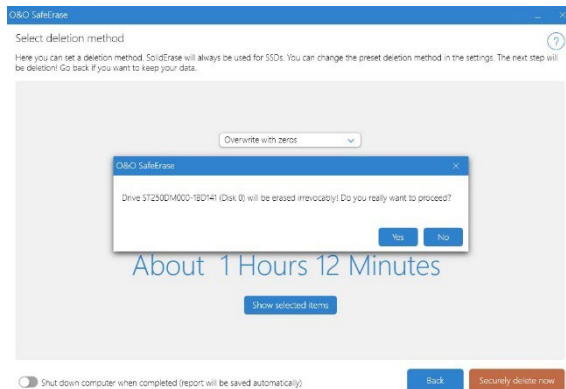 O&O SafeErase
Select deletion method
Here you can set a deletion method. SolidErase will always be used for SSDs. You can change the preset deletion method in the settings. The next step will
be deletion! Go back if you want to keep your data.
Overwrite with zeros
O&O SafeErase
Drive ST250DM000-1BD141 (Disk 0) will be erased irrevocably! Do you really want to proceed?
Yes No
About 1 Hours 12 Minutes
Show selected items
Shut down computer when completed (report will be saved automatically)
Back Securely delete now